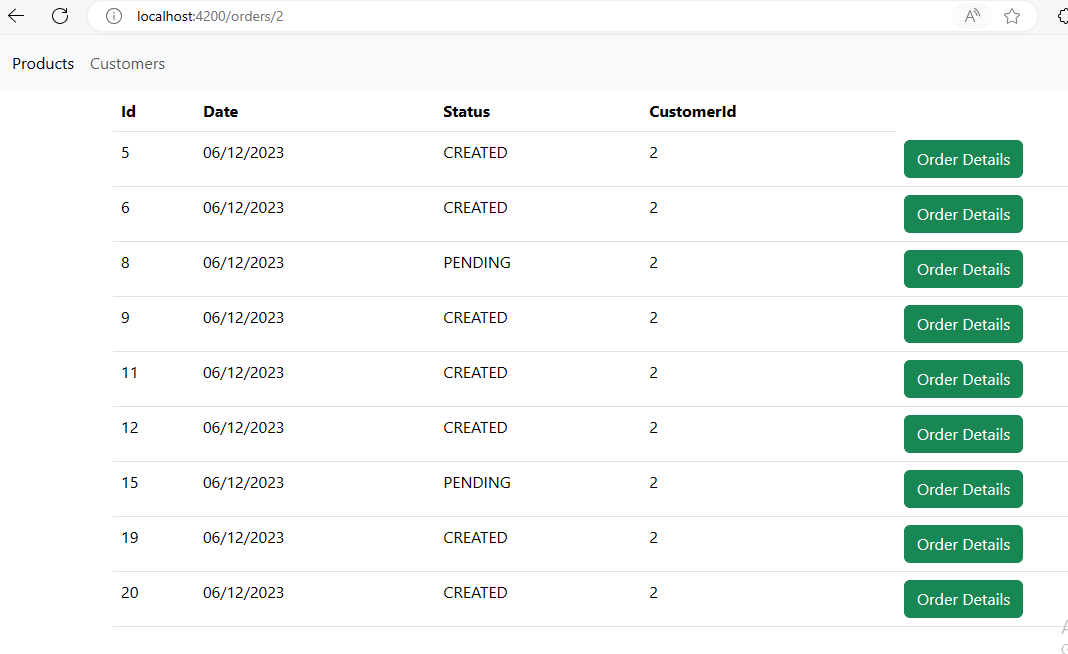 localhost:4200/orders/2
Products Customers
Id Date Status CustomerId
5 06/12/2023 CREATED 2 Order Details
6 06/12/2023 CREATED 2 Order Details
8 06/12/2023 PENDING 2 Order Details
9 06/12/2023 CREATED 2 Order Details
11 06/12/2023 CREATED 2 Order Details
12 06/12/2023 CREATED 2 Order Details
15 06/12/2023 PENDING 2 Order Details
19 06/12/2023 CREATED 2 Order Details
20 06/12/2023 CREATED 2 Order Details